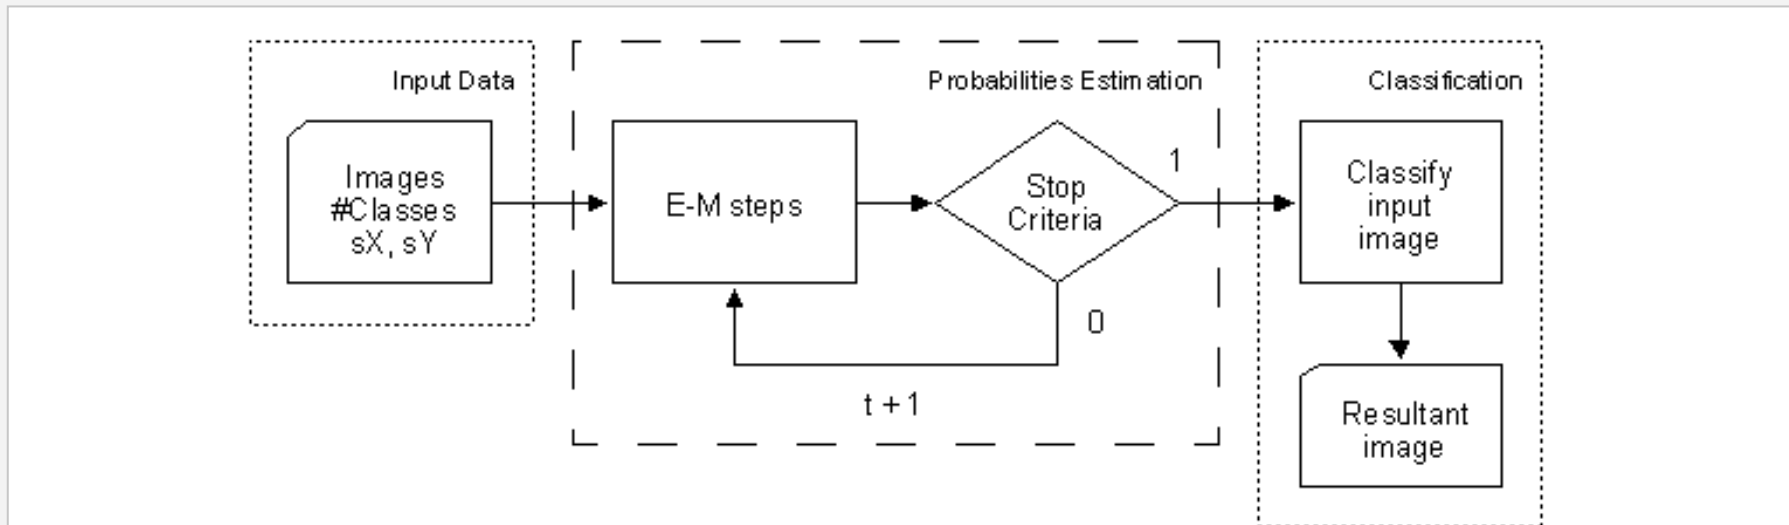 Input Data
Images
#Classes
sX, sY
Probabilities Estimation
E-M steps
Stop
Criteria
1
0
t + 1
Classification
Classify
input
image
Resultant
image